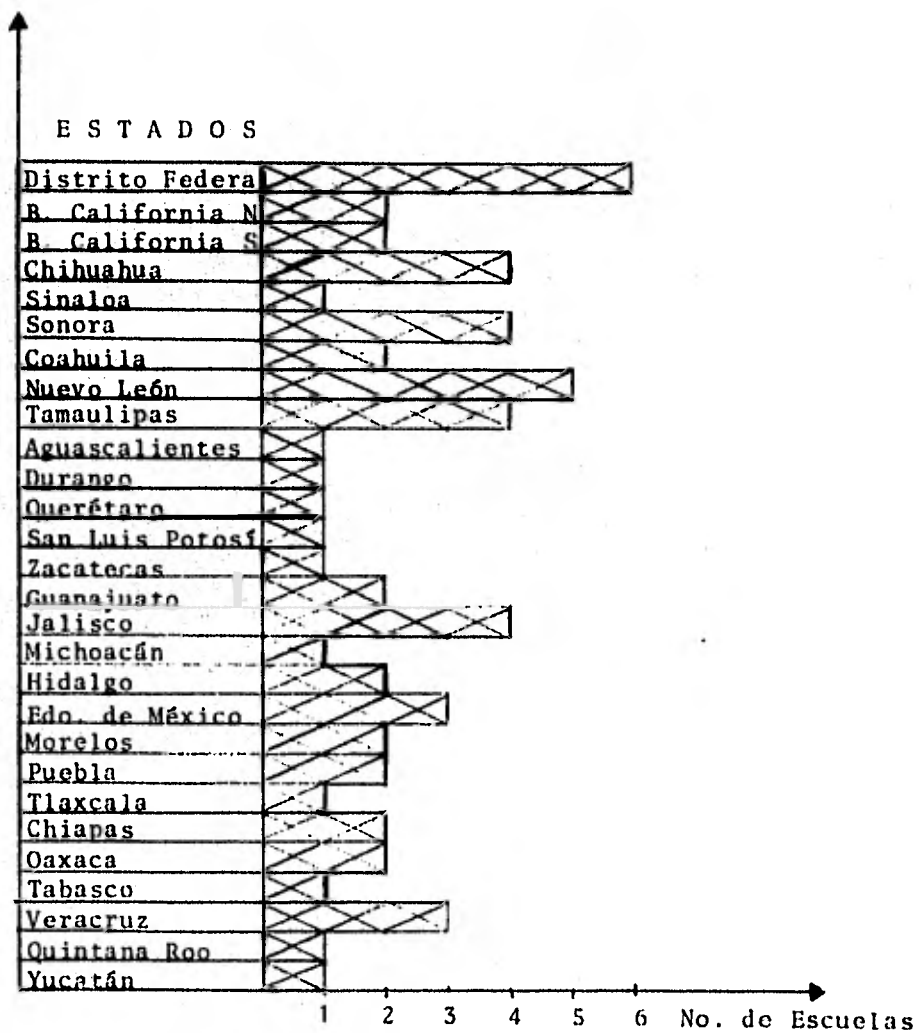 E S T A D O S
Distrito Federa
B. California N
B. California S
Chihuahua
Sinaloa
Sonora
Coahuila
Nuevo León
Tamaulipas
Aguascalientes
Durango
Querétaro
San Luis Potosí
Zacatecas
Guanajuato
Jalisco
Michoacán
Hidalgo
Edo. de México
Morelos
Puebla
Tlaxcala
Chiapas
Oaxaca
Tabasco
Veracruz
Quintana Roo
Yucatán
1 2 3 4 5 6 No. de Escuelas